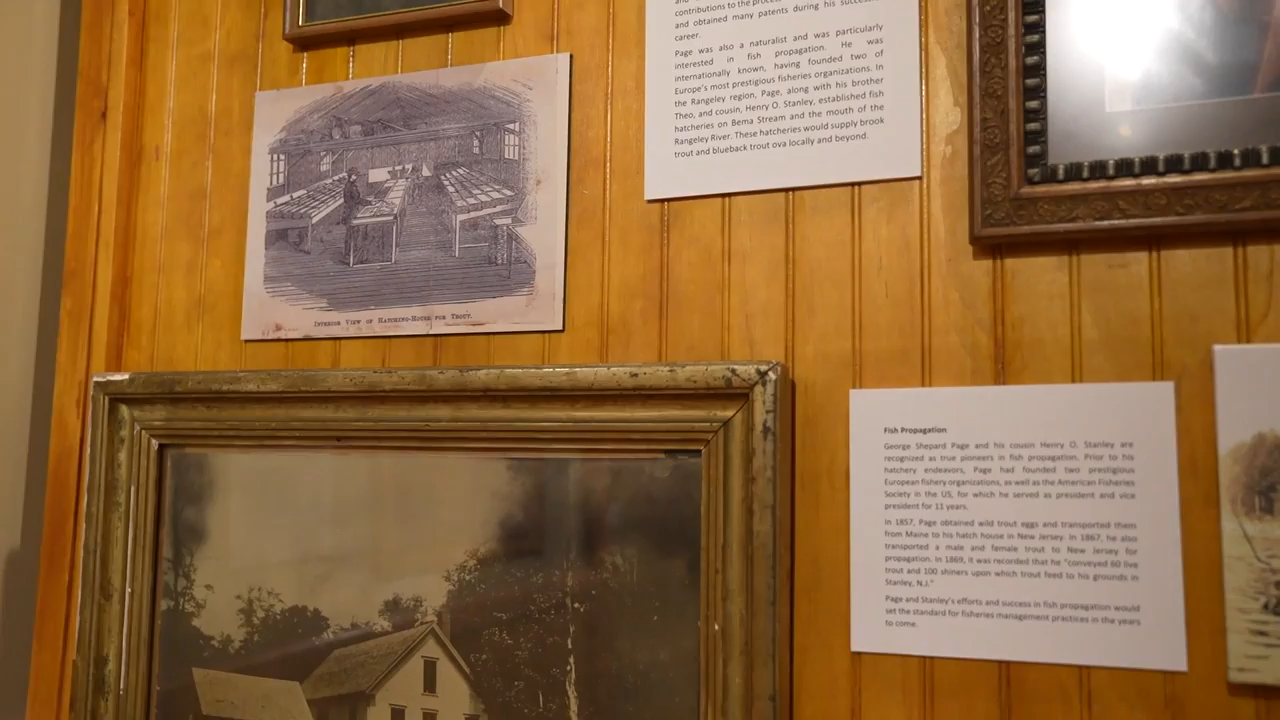 contributions to the
and obtained many patents during his
career.
Page was also a naturalist and was particularly
interested in fish propagation. He was
internationally known, having founded two of
Europe's most prestigious fisheries organizations. In
the Rangeley region, Page, along with his brother
Theo, and cousin, Henry O. Stanley, established fish
hatcheries on Bema Stream and the mouth of the
Rangeley River. These hatcheries would supply brook
trout and blueback trout ova locally and beyond.
Interior View of Hatching-House for Trout.
Fish Propagation
George Shepard Page and his cousin Henry O. Stanley are
recognized as true pioneers in fish propagation. Prior to his
hatchery endeavors, Page had founded two prestigious
European fishery organizations, as well as the American Fisheries
Society in the US, for which he served as president and vice
president for 11 years.
In 1857, Page obtained wild trout eggs and transported them
from Maine to his hatch house in New Jersey. In 1867, he also
transported a male and female trout to New Jersey for
propagation. In 1869, it was recorded that he "conveyed 60 live
trout and 100 shiners upon which trout feed to his grounds in
Stanley, N.J."
Page and Stanley's efforts and success in fish propagation would
set the standard for fisheries management practices in the years
to come.